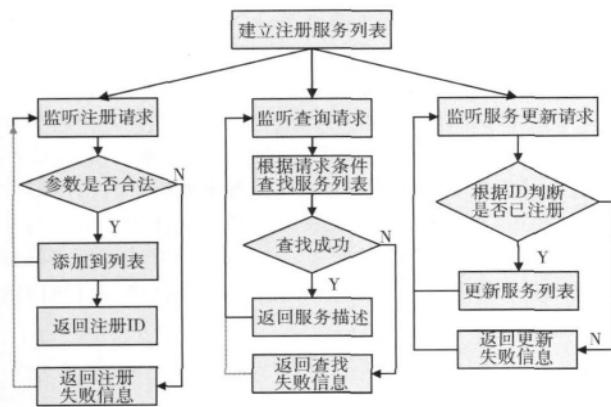 建立注册服务列表
监听注册请求
参数是否合法
N
Y
添加到列表
返回注册ID
返回注册
失败信息
监听查询请求
根据请求条件
查找服务列表
查找成功
N
Y
返回服务描述
返回查找
失败信息
监听服务更新请求
根据ID判断
是否已注册
Y
更新服务列表
N
返回更新
失败信息